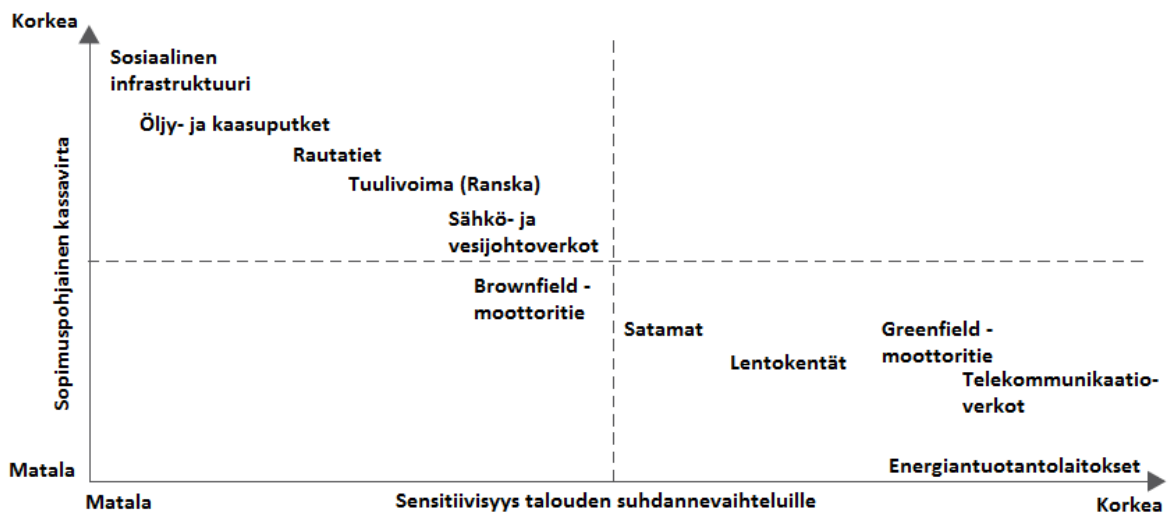 Korkea
Sosiaalinen
infrastruktuuri
Öljy- ja kaasuputket
Rautatiet
Tuulivoima (Ranska)
Sähkö- ja
vesijohtoverkot
Sopimuspohjainen kassavirta
Brownfield -
moottoritie
Satamat
Greenfield -
moottoritie
Lentokentät
Telekommunikaatio-
verkot
Energiantuotantolaitokset
Matala
Matala
Sensitiivisyys talouden suhdannevaihteluille
Korkea